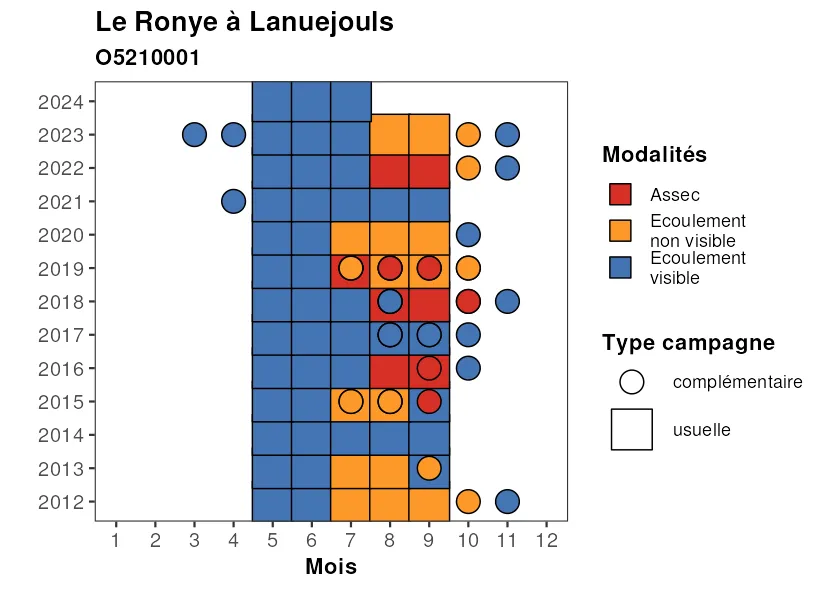 Le Ronye à Lanuejouls
O5210001
2024
2023
2022
2021
2020
2019
2018
2017
2016
2015
2014
2013
2012
1 2 3 4 5 6 7 8 9 10 11 12
Mois
Modalités
Assec
Ecoulement
non visible
Ecoulement
visible
Type campagne
complémentaire
usuelle